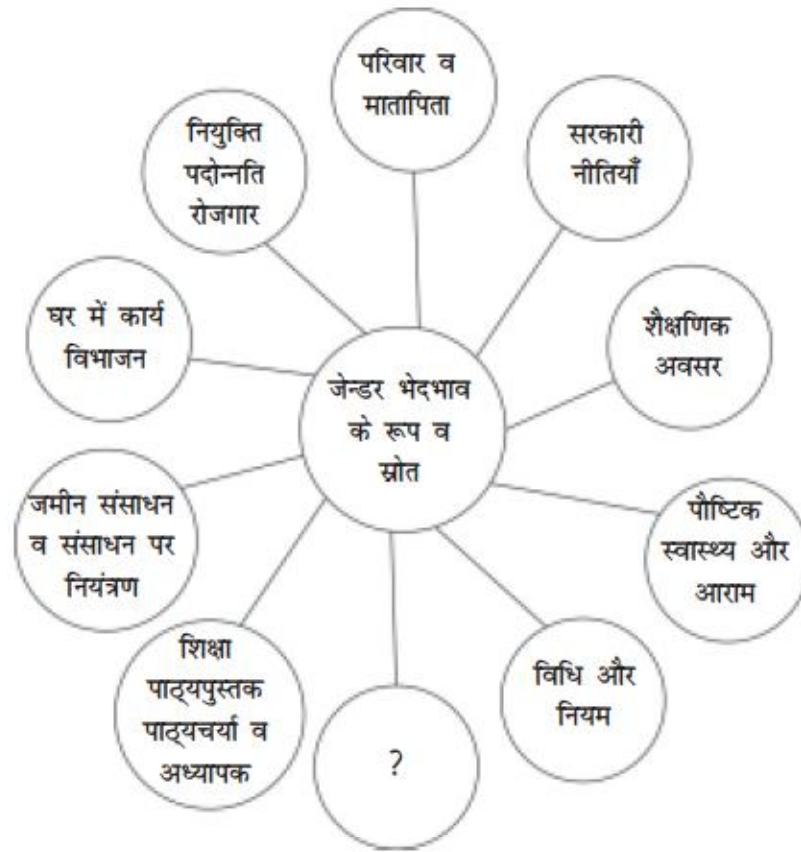 परिवार व
मातापिता
सरकारी
नीतियाँ
शैक्षणिक
अवसर
पौष्टिक
स्वास्थ्य और
आराम
विधि और
नियम
?
शिक्षा
पाठ्यपुस्तक
पाठ्यचर्या व
अध्यापक
जमीन संसाधन
व संसाधन पर
नियंत्रण
घर में कार्य
विभाजन
नियुक्ति
पदोन्नति
रोजगार
जेन्डर भेदभाव
के रूप व
स्रोत